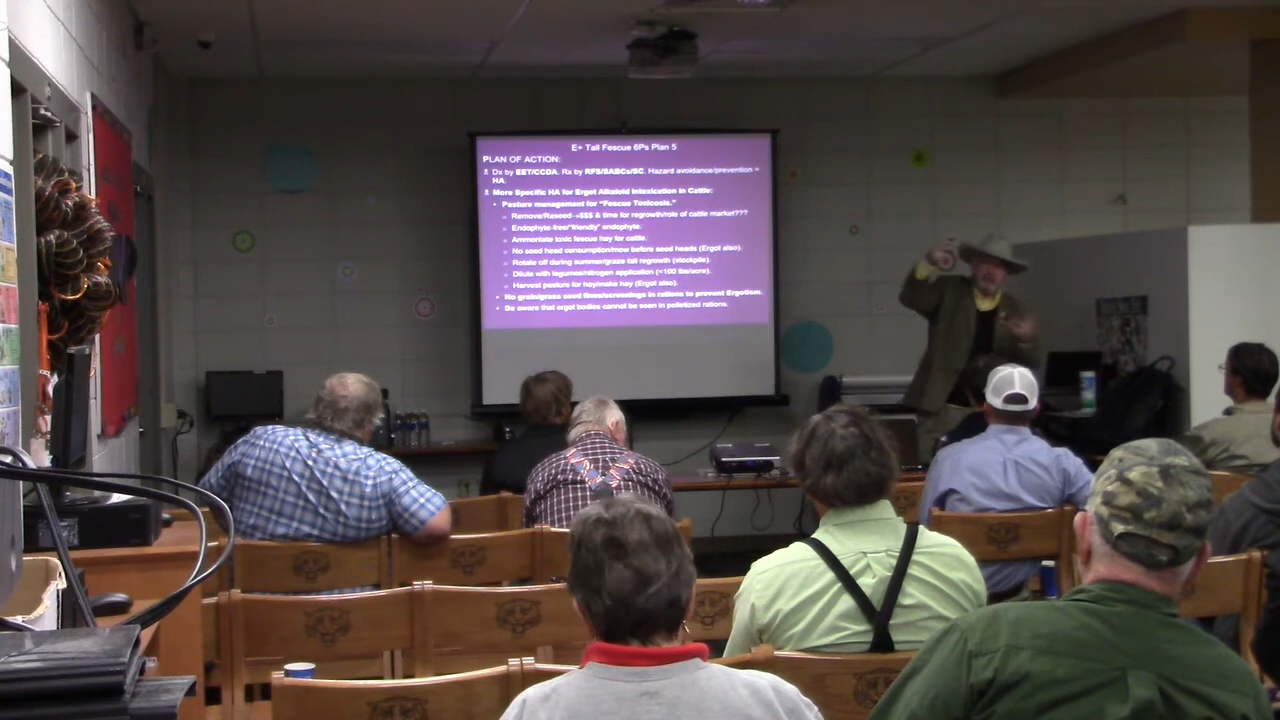 E+ Tall Fescue 6Ps Plan 5
PLAN OF ACTION:
Dx by EET/CCDA. Rx by RFS/SABCs/SC. Hazard avoidance/prevention =
HA.
More Specific HA for Ergot Alkaloid Intoxication in Cattle:
• Pasture management for "Fescue Toxicosis."
Remove/Reseed→$$$ & time for regrowth/role of cattle market???
Endophyte-free/"friendly" endophyte.
Ammoniate toxic fescue hay for cattle.
No seed head consumption/mow before seed heads (Ergot also).
Rotate off during summer/graze fall regrowth (stockpile).
Dilute with legumes/nitrogen application (<100 lbs/acre).
Harvest pasture for hay/make hay (Ergot also).
• No grain/grass seed fines/screenings in rations to prevent Ergotism.
• Be aware that ergot bodies cannot be seen in pelletized rations.